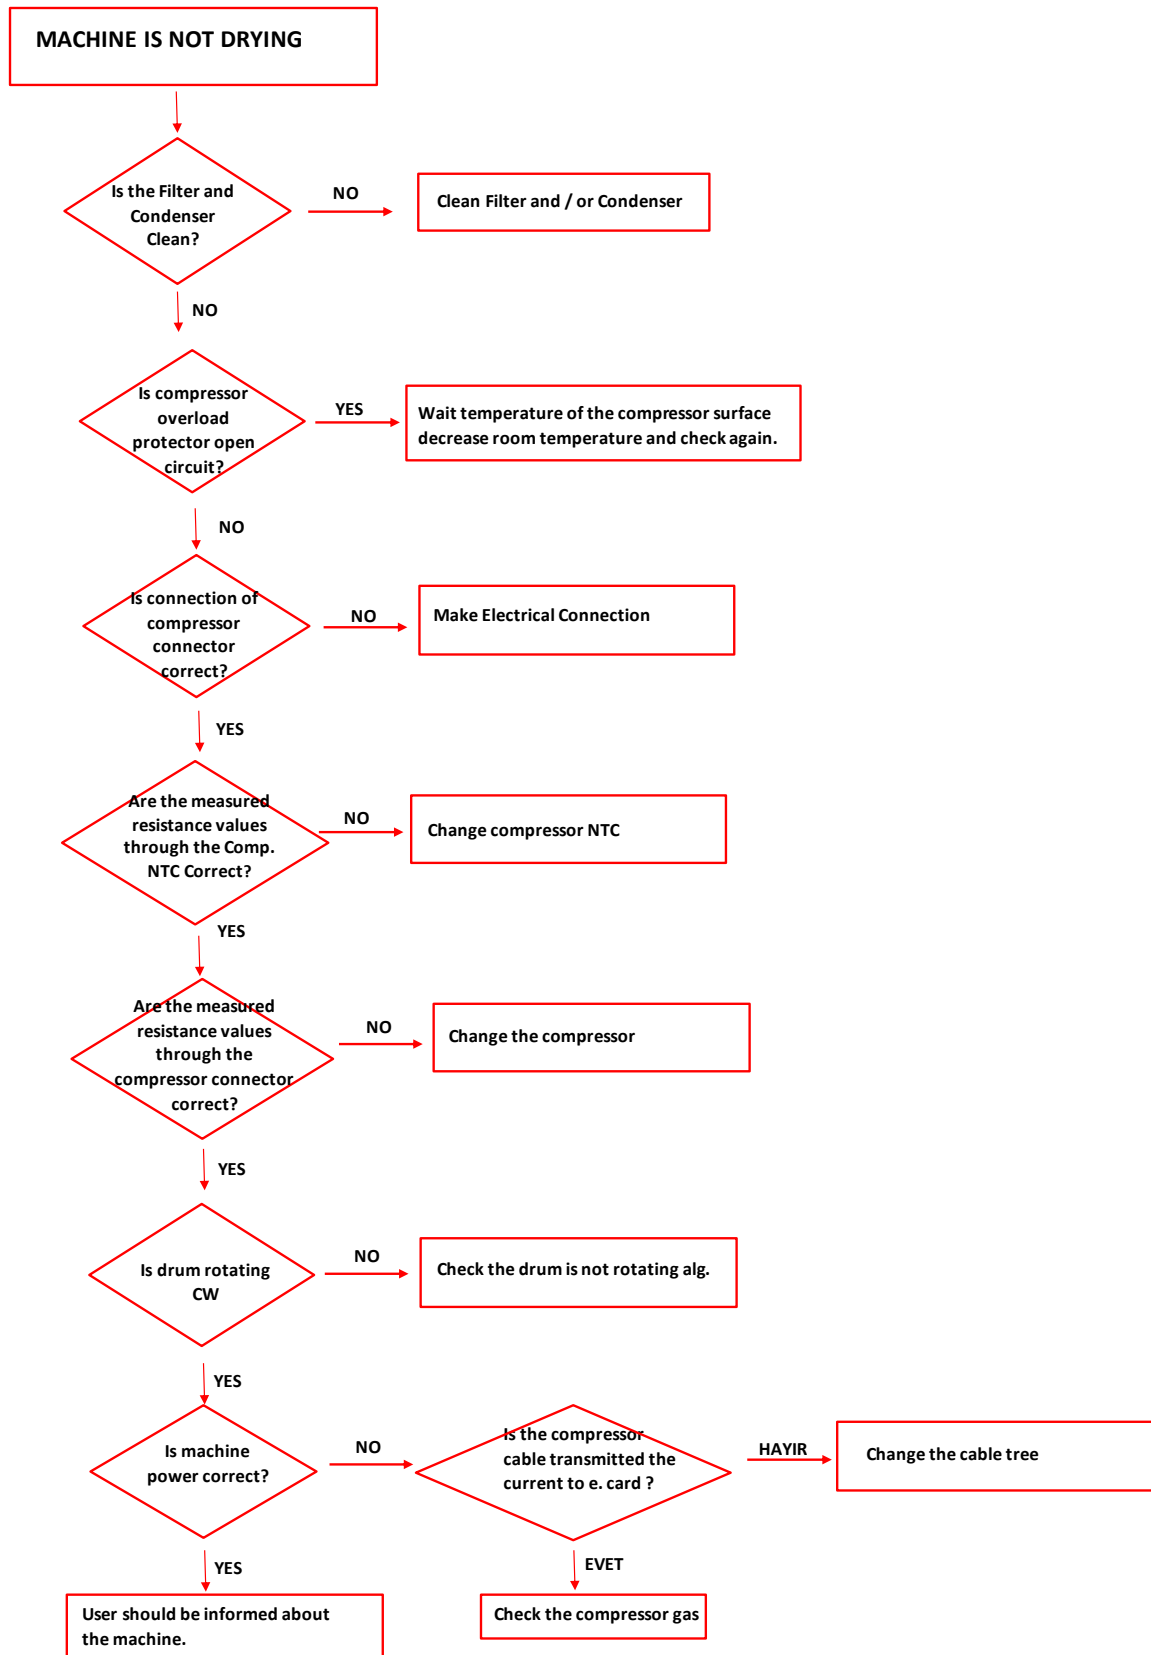 MACHINE IS NOT DRYING
Is the Filter and
Condenser
Clean?
NO
Clean Filter and / or Condenser
NO
Is compressor
overload
protector open
circuit?
YES
Wait temperature of the compressor surface
decrease room temperature and check again.
NO
Is connection of
compressor
connector
correct?
NO
Make Electrical Connection
YES
Are the measured
resistance values
through the Comp.
NTC Correct?
NO
Change compressor NTC
YES
Are the measured
resistance values
through the
compressor connector
correct?
NO
Change the compressor
YES
Is drum rotating
CW
NO
Check the drum is not rotating alg.
YES
Is machine
power correct?
NO
Is the compressor
cable transmitted the
current to e. card ?
HAYIR
Change the cable tree
YES
EVET
User should be informed about
the machine.
Check the compressor gas